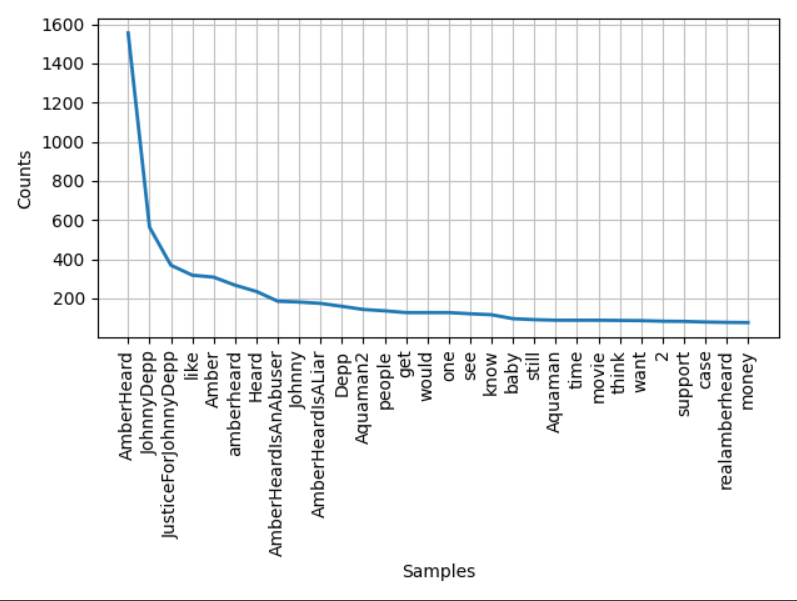 1600
1400
1200
1000
800
600
400
200
Counts
AmberHeard
JohnnyDepp
JusticeForJohnnyDepp
like
Amber
amberheard
Heard
AmberHeardIsAnAbuser
Johnny
AmberHeardIsALiar
Depp
Aquaman2
people
get
would
one
see
know
baby
still
Aquaman
time
movie
think
want
2
support
case
realamberheard
money
Samples